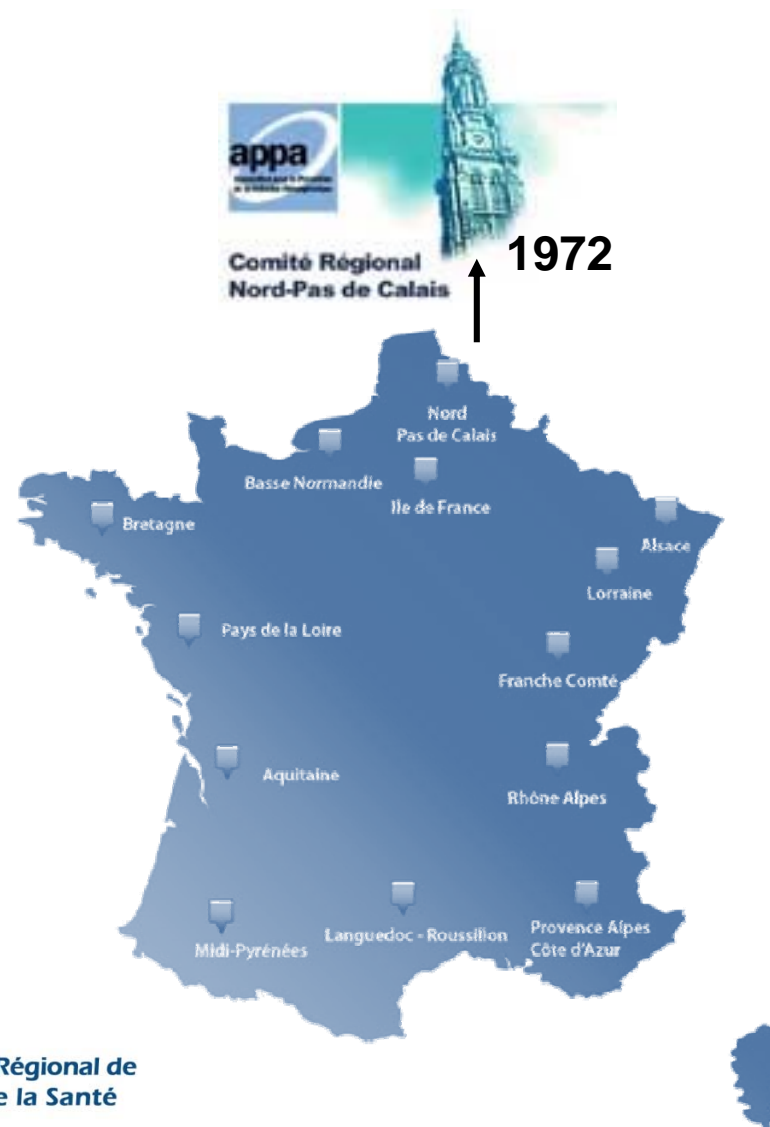 appa
Comité Régional
Nord-Pas de Calais
1972
Nord
Pas de Calais
Basse Normandie
Ile de France
Bretagne
Alsace
Lorraine
Pays de la Loire
Franche Comté
Aquitaine
Rhône Alpes
Languedoc - Roussillon
Provence Alpes
Côte d'Azur
Midi-Pyrénées
Régional de
la Santé